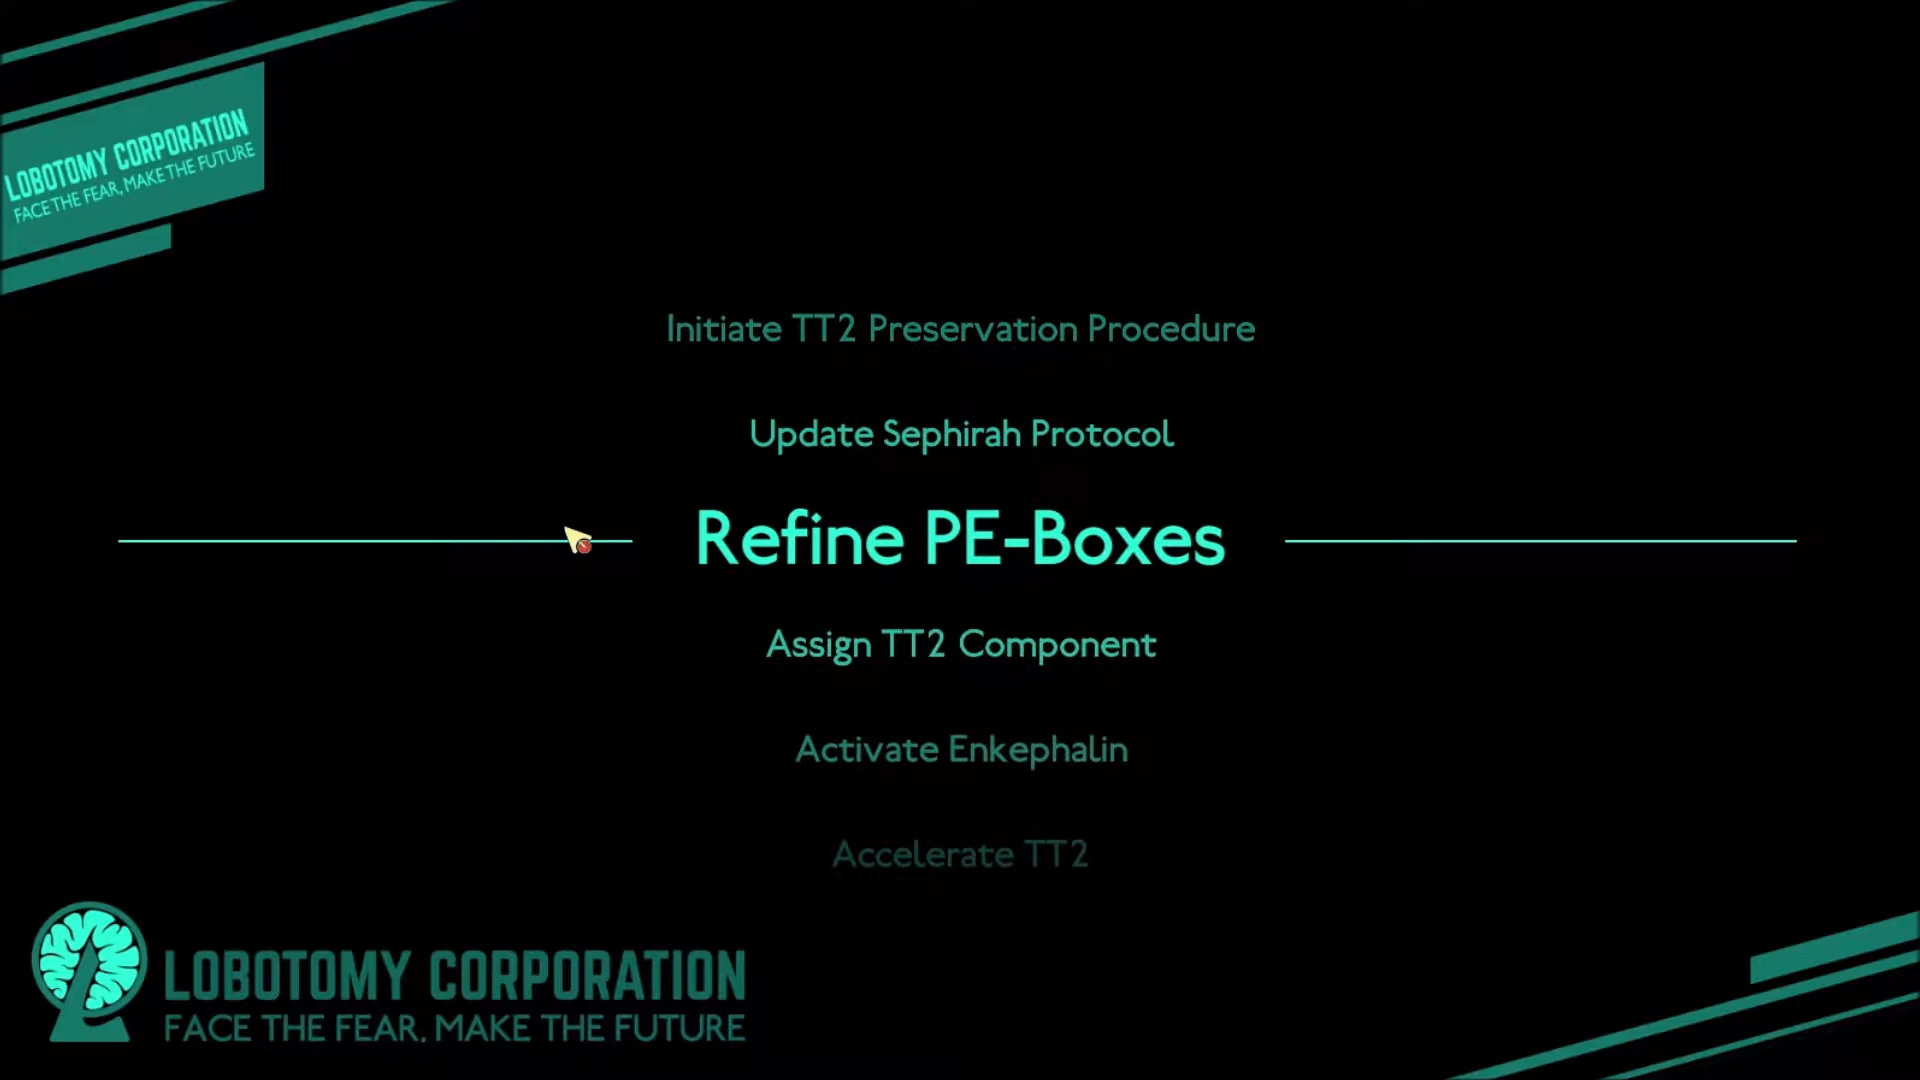 LOBOTOMY CORPORATION
FACE THE FEAR, MAKE THE FUTURE
Initiate TT2 Preservation Procedure
Update Sephirah Protocol
Refine PE-Boxes
Assign TT2 Component
Activate Enkephalin
Accelerate TT2
LOBOTOMY CORPORATION
FACE THE FEAR, MAKE THE FUTURE